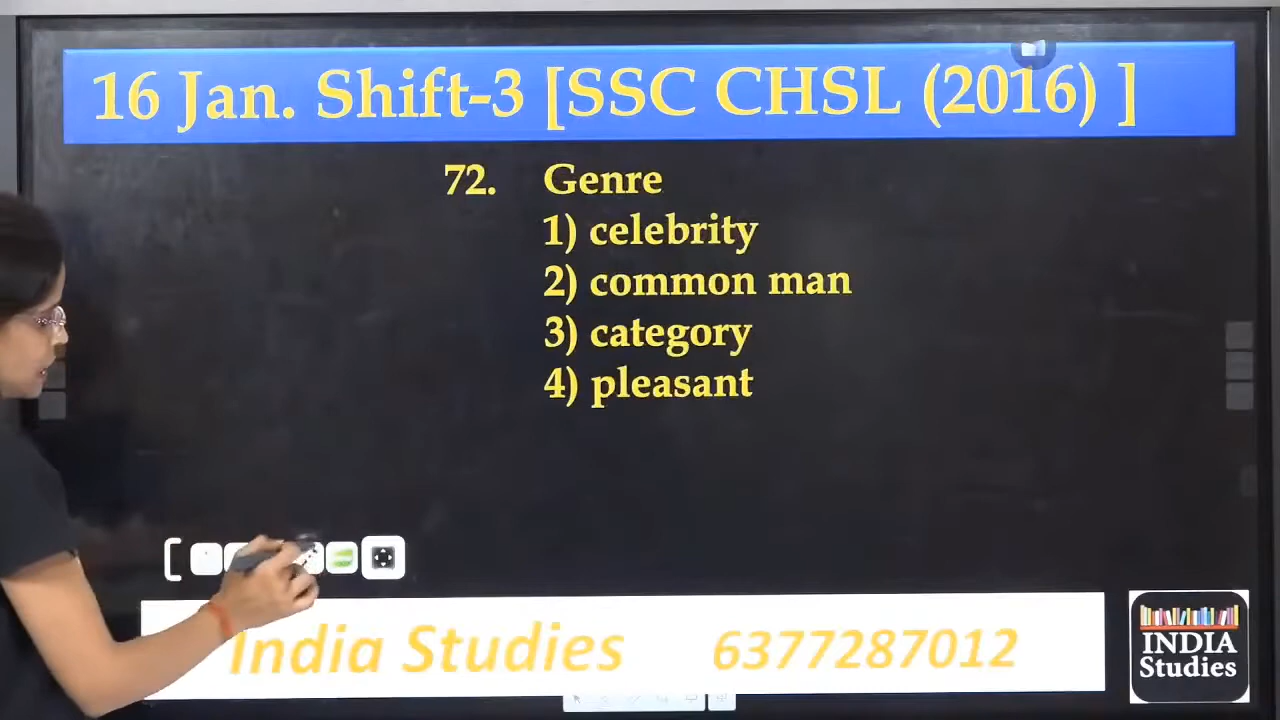 16 Jan. Shift-3 [SSC CHSL (2016) ]
72. Genre
1) celebrity
2) common man
3) category
4) pleasant
India Studies 6377287012
INDIA
Studies